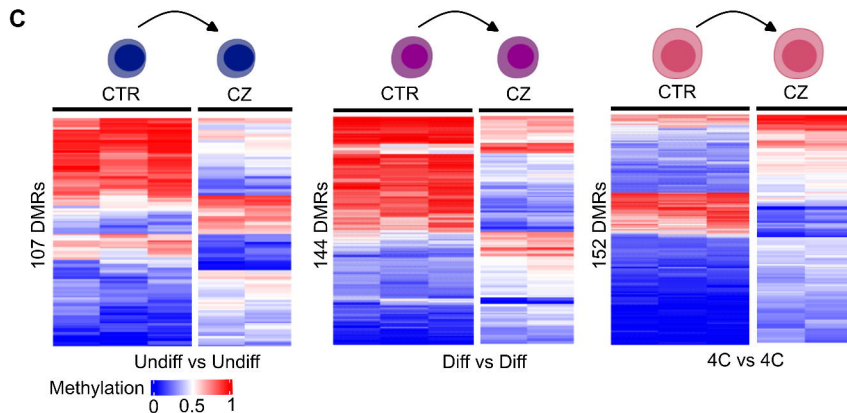 C
CTR CZ
CTR CZ
CTR CZ
107 DMRs
144 DMRs
152 DMRs
Undiff vs Undiff
Diff vs Diff
4C vs 4C
Methylation
0 0.5 1